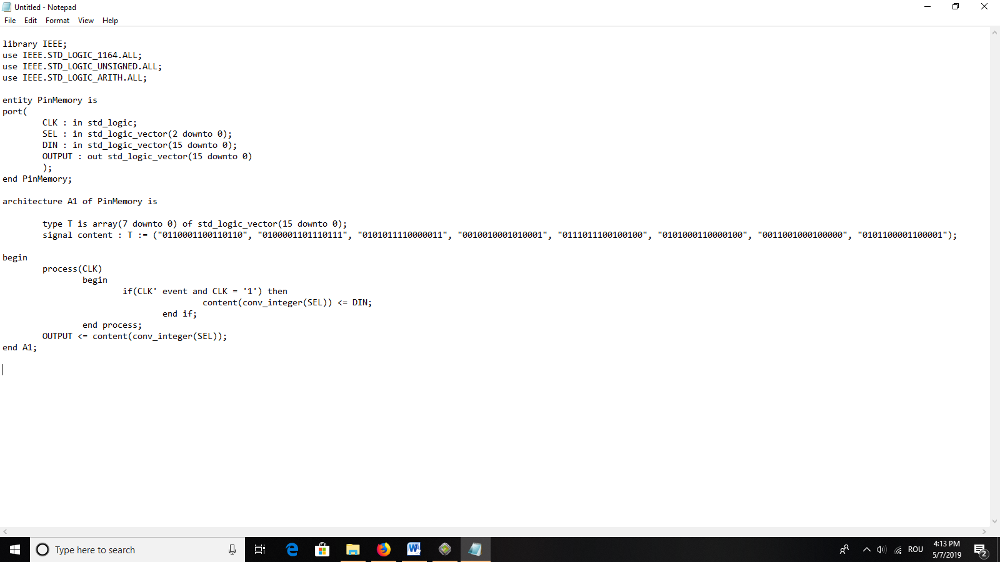 Untitled - Notepad
File Edit Format View Help
library IEEE;
use IEEE.STD_LOGIC_1164.ALL;
use IEEE.STD_LOGIC_UNSIGNED.ALL;
use IEEE.STD_LOGIC_ARITH.ALL;
entity PinMemory is
port(
CLK : in std_logic;
SEL : in std_logic_vector(2 downto 0);
DIN : in std_logic_vector(15 downto 0);
OUTPUT : out std_logic_vector(15 downto 0)
);
end PinMemory;
architecture A1 of PinMemory is
type T is array(7 downto 0) of std_logic_vector(15 downto 0);
signal content : T := ("0110001100110110", "0100001101110111", "0101011110000011", "0010010001010001", "0111011100100100", "0101000110000100", "0011001000100000", "0101100001100001");
begin
process(CLK)
begin
if(CLK' event and CLK = '1') then
content(conv_integer(SEL)) <= DIN;
end if;
end process;
OUTPUT <= content(conv_integer(SEL));
end A1;
Type here to search
ROU
4:13 PM
5/7/2019
2